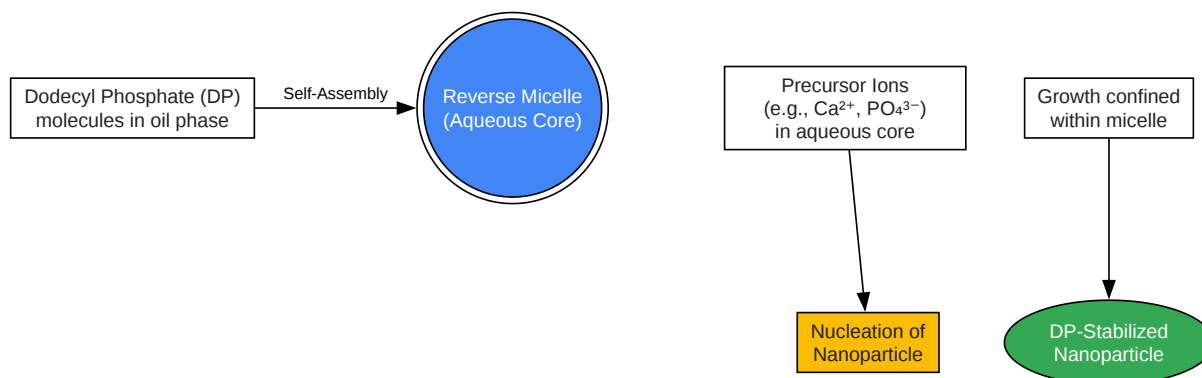 Dodecyl Phosphate (DP)
molecules in oil phase
Self-Assembly
Reverse Micelle
(Aqueous Core)
Precursor Ions
(e.g., Ca²⁺, PO₄³⁻)
in aqueous core
Growth confined
within micelle
Nucleation of
Nanoparticle
DP-Stabilized
Nanoparticle